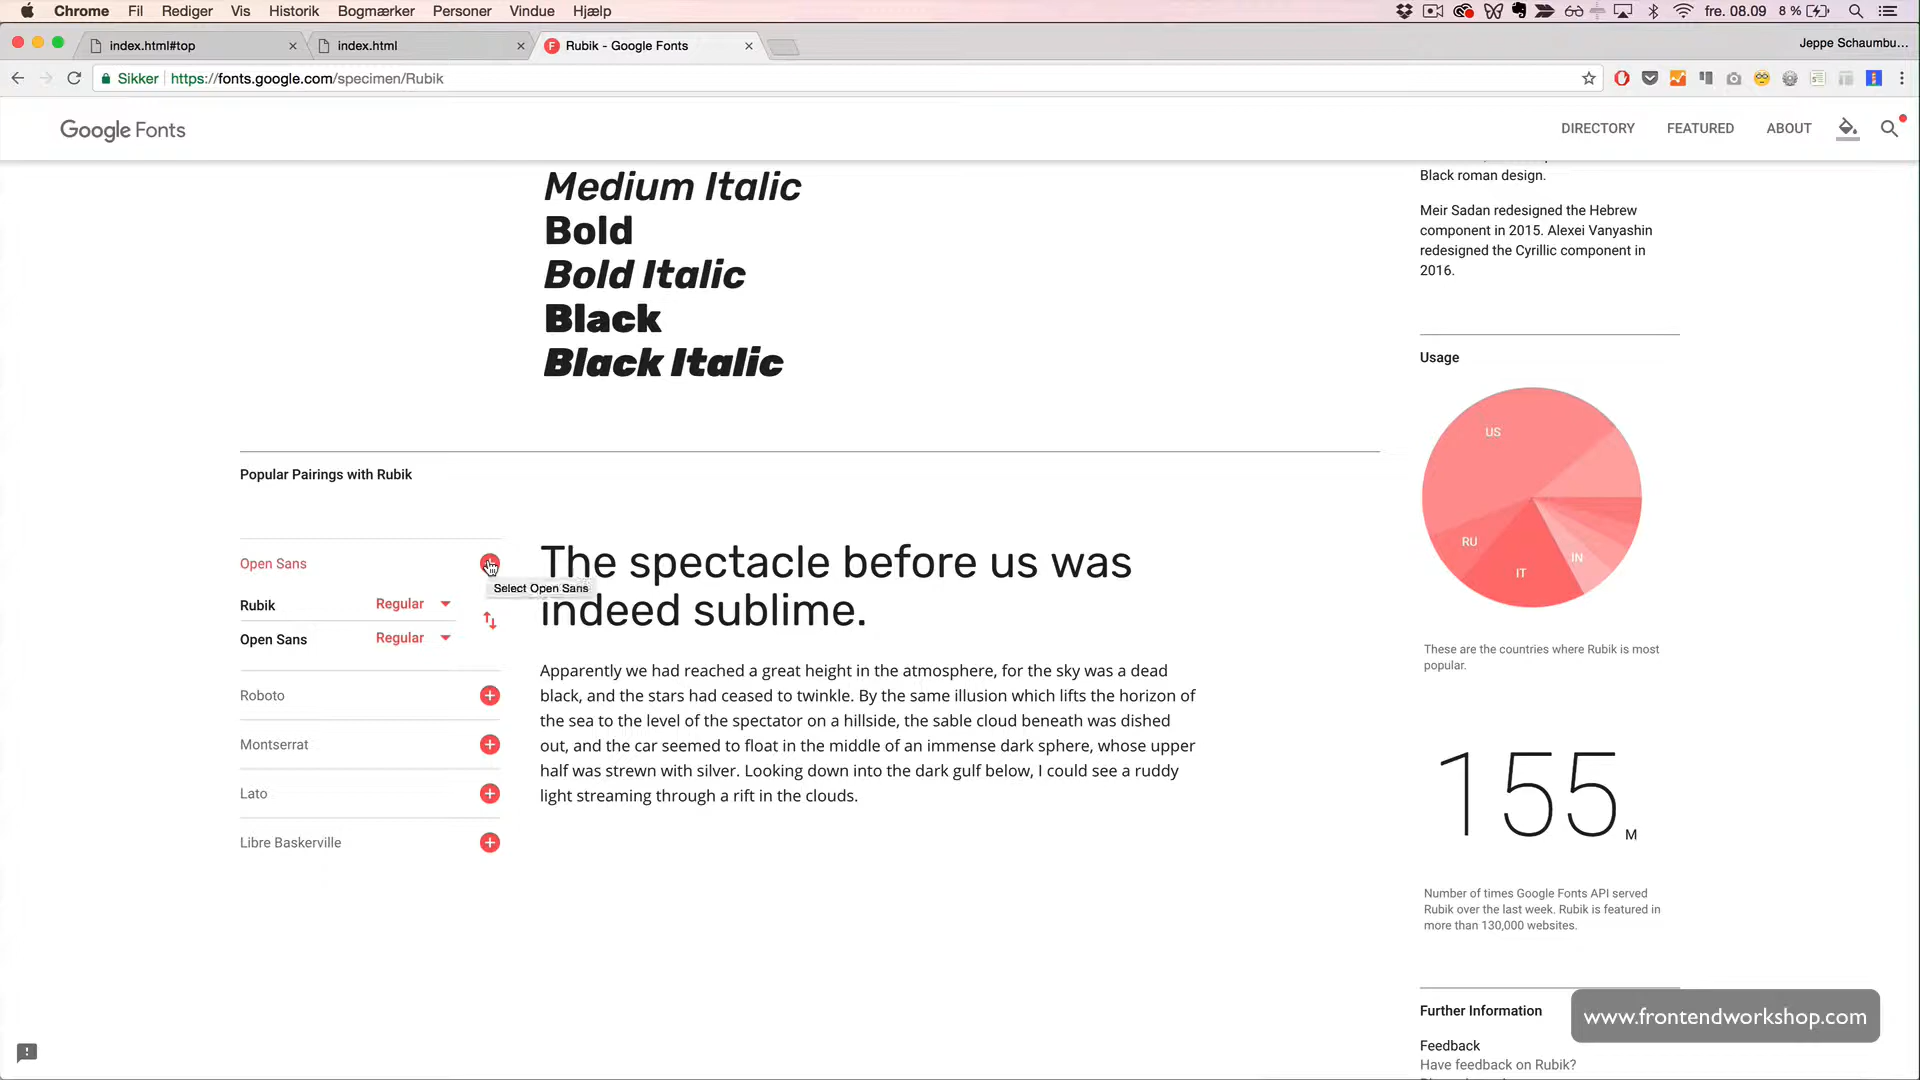 Chrome Fil Rediger Vis Historik Bogmærker Personer Vindue Hjælp fre. 08.09 8 %
index.html#top index.html Rubik - Google Fonts Jeppe Schaumbu...
Sikker https://fonts.google.com/specimen/Rubik
Google Fonts DIRECTORY FEATURED ABOUT
Medium Italic
Bold
Bold Italic
Black
Black Italic
Black roman design.
Meir Sadan redesigned the Hebrew
component in 2015. Alexei Vanyashin
redesigned the Cyrillic component in
2016.
Usage
US
RU
IT
IN
These are the countries where Rubik is most
popular.
155 M
Number of times Google Fonts API served
Rubik over the last week. Rubik is featured in
more than 130,000 websites.
Popular Pairings with Rubik
Open Sans
Select Open Sans
Rubik Regular
Open Sans Regular
Roboto
Montserrat
Lato
Libre Baskerville
The spectacle before us was
indeed sublime.
Apparently we had reached a great height in the atmosphere, for the sky was a dead
black, and the stars had ceased to twinkle. By the same illusion which lifts the horizon of
the sea to the level of the spectator on a hillside, the sable cloud beneath was dished
out, and the car seemed to float in the middle of an immense dark sphere, whose upper
half was strewn with silver. Looking down into the dark gulf below, I could see a ruddy
light streaming through a rift in the clouds.
Further Information
Feedback
Have feedback on Rubik?
www.frontendworkshop.com